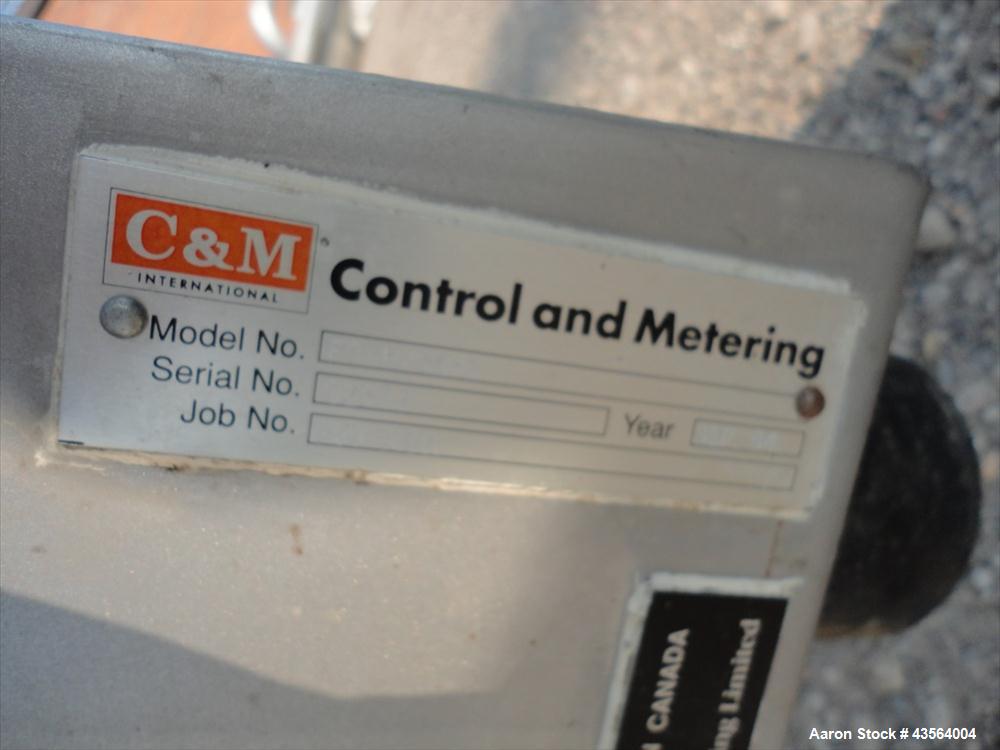 C&M
INTERNATIONAL
Control and Metering
Model No.
Serial No.
Year
Job No.
CANADA
Limited
Aaron Stock # 43564004